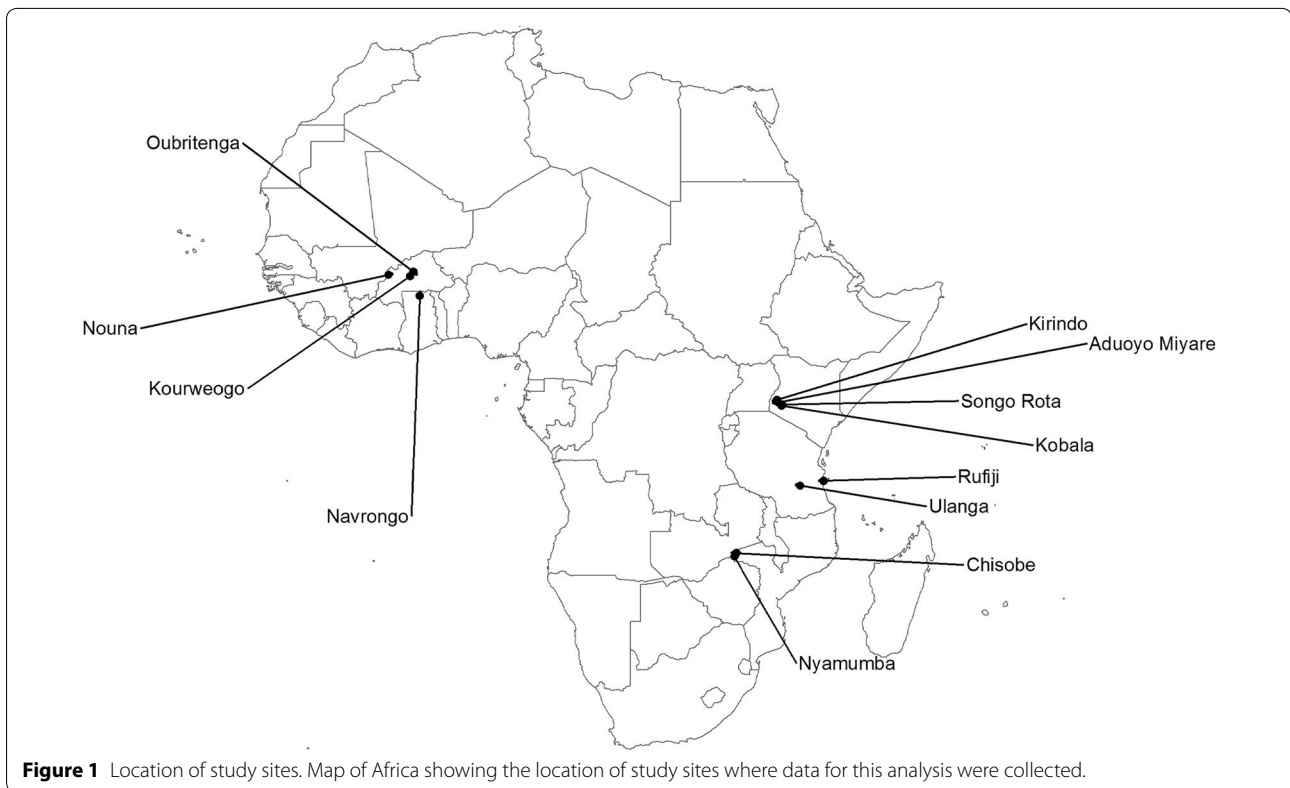 Oubritenga
Nouna
Kourweogo
Navrongo
Kirindo
Aduoyo Miyare
Songo Rota
Kobala
Rufiji
Ulanga
Chisobe
Nyamumba
Figure 1 Location of study sites. Map of Africa showing the location of study sites where data for this analysis were collected.